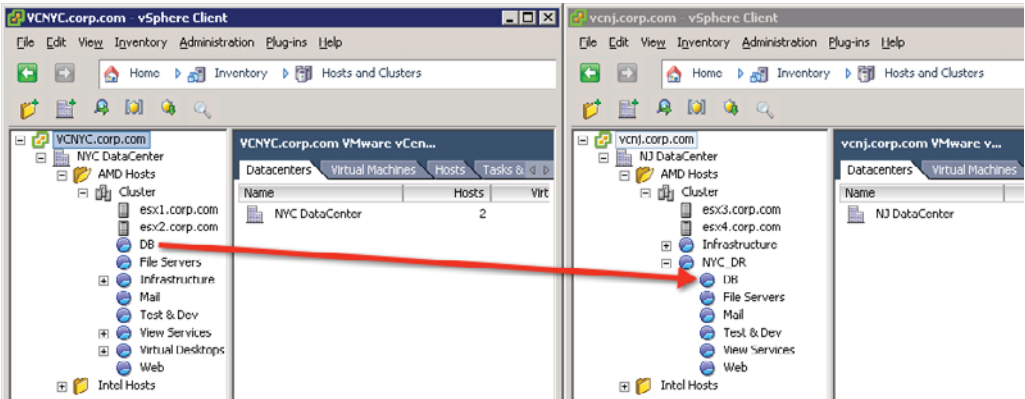 VCNYC.corp.com - vSphere Client
File Edit View Inventory Administration Plug-ins Help
Home Inventory Hosts and Clusters
VCNYC.corp.com
NYC DataCenter
AMD Hosts
Cluster
esx1.corp.com
esx2.corp.com
DB
File Servers
Infrastructure
Mail
Test & Dev
View Services
Virtual Desktops
Web
Intel Hosts
VCNYC.corp.com VMware vCen...
Datacenters Virtual Machines Hosts Tasks &
Name Hosts Virt
NYC DataCenter 2
vcnj.corp.com - vSphere Client
File Edit View Inventory Administration Plug-ins Help
Home Inventory Hosts and Clusters
vcnj.corp.com
NJ DataCenter
AMD Hosts
Cluster
esx3.corp.com
esx4.corp.com
Infrastructure
NYC_DR
DB
File Servers
Mail
Test & Dev
View Services
Web
Intel Hosts
vcnj.corp.com VMware v...
Datacenters Virtual Machines
Name
NJ DataCenter